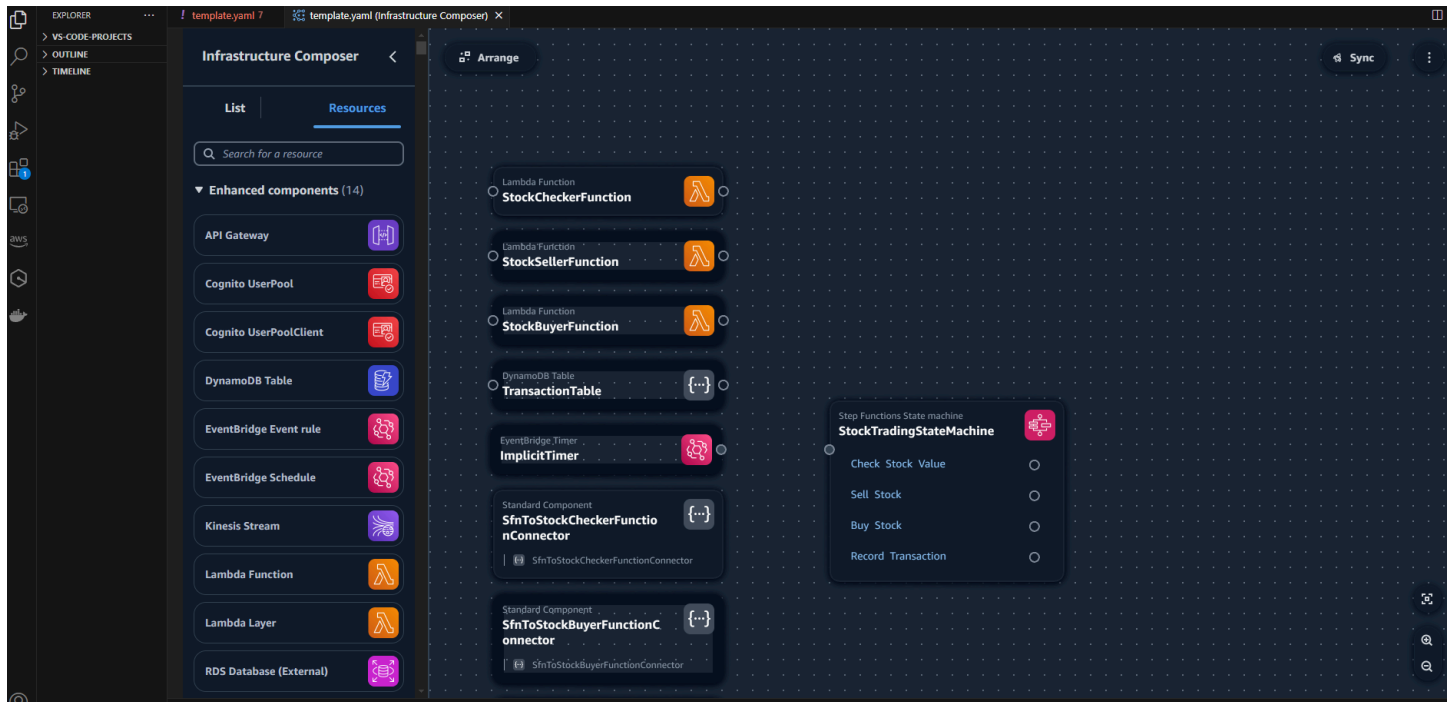 EXPLORER
···
! template.yaml 7
template.yaml (Infrastructure Composer) ×
> VS-CODE-PROJECTS
> OUTLINE
> TIMELINE
1
aws
Infrastructure Composer
List
Resources
Search for a resource
▼ Enhanced components (14)
API Gateway
Cognito UserPool
Cognito UserPoolClient
DynamoDB Table
EventBridge Event rule
EventBridge Schedule
Kinesis Stream
Lambda Function
Lambda Layer
RDS Database (External)
Arrange
Sync
Lambda Function
StockCheckerFunction
Lambda Function
StockSellerFunction
Lambda Function
StockBuyerFunction
DynamoDB Table
TransactionTable
{···}
EventBridge Timer
ImplicitTimer
Standard Component
SfnToStockCheckerFunctio
nConnector
{···}
SfnToStockCheckerFunctionConnector
Standard Component
SfnToStockBuyerFunctionC
onnector
{···}
SfnToStockBuyerFunctionConnector
Step Functions State machine
StockTradingStateMachine
Check Stock Value
Sell Stock
Buy Stock
Record Transaction